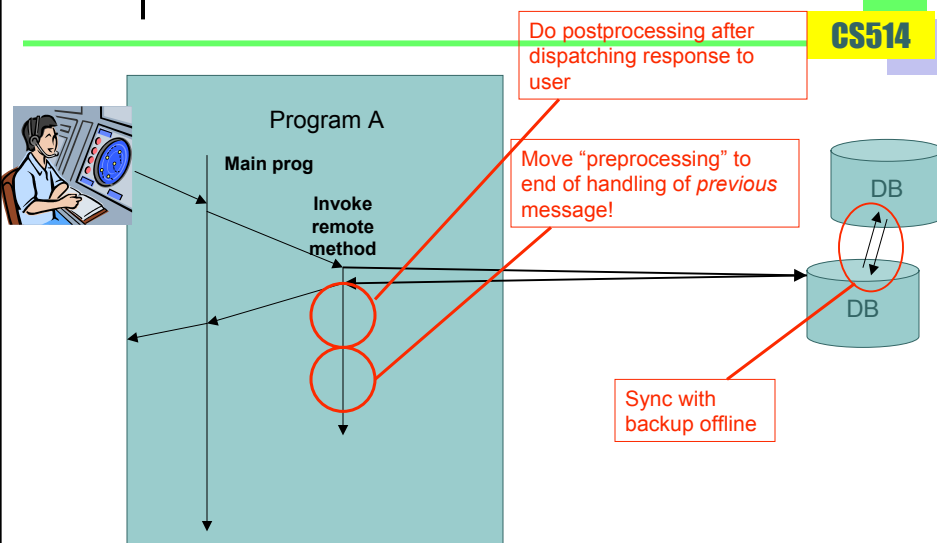 Do postprocessing after
dispatching response to
user
CS514
Program A
Main prog
Move “preprocessing” to
end of handling of previous
message!
Invoke
remote
method
DB
DB
Sync with
backup offline